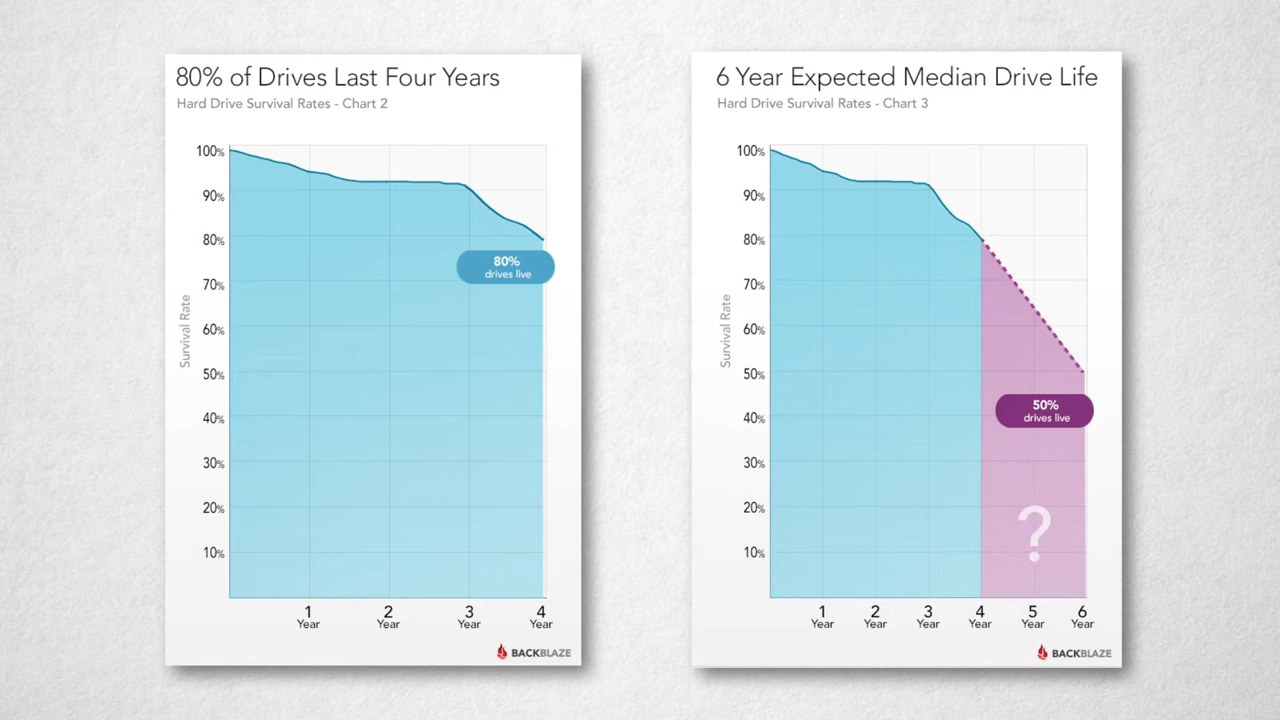 80% of Drives Last Four Years
Hard Drive Survival Rates - Chart 2
100%
90%
80%
70%
60%
50%
40%
30%
20%
10%
Survival Rate
80%
drives live
1
Year
2
Year
3
Year
4
Year
BACKBLAZE
6 Year Expected Median Drive Life
Hard Drive Survival Rates - Chart 3
100%
90%
80%
70%
60%
50%
40%
30%
20%
10%
Survival Rate
50%
drives live
?
1
Year
2
Year
3
Year
4
Year
5
Year
6
Year
BACKBLAZE